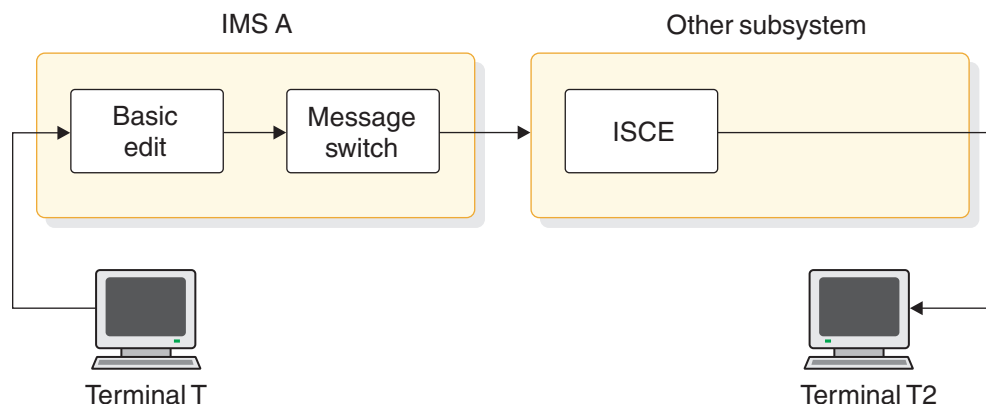 IMS A
Other subsystem
Basic
edit
Message
switch
ISCE
Terminal T
Terminal T2